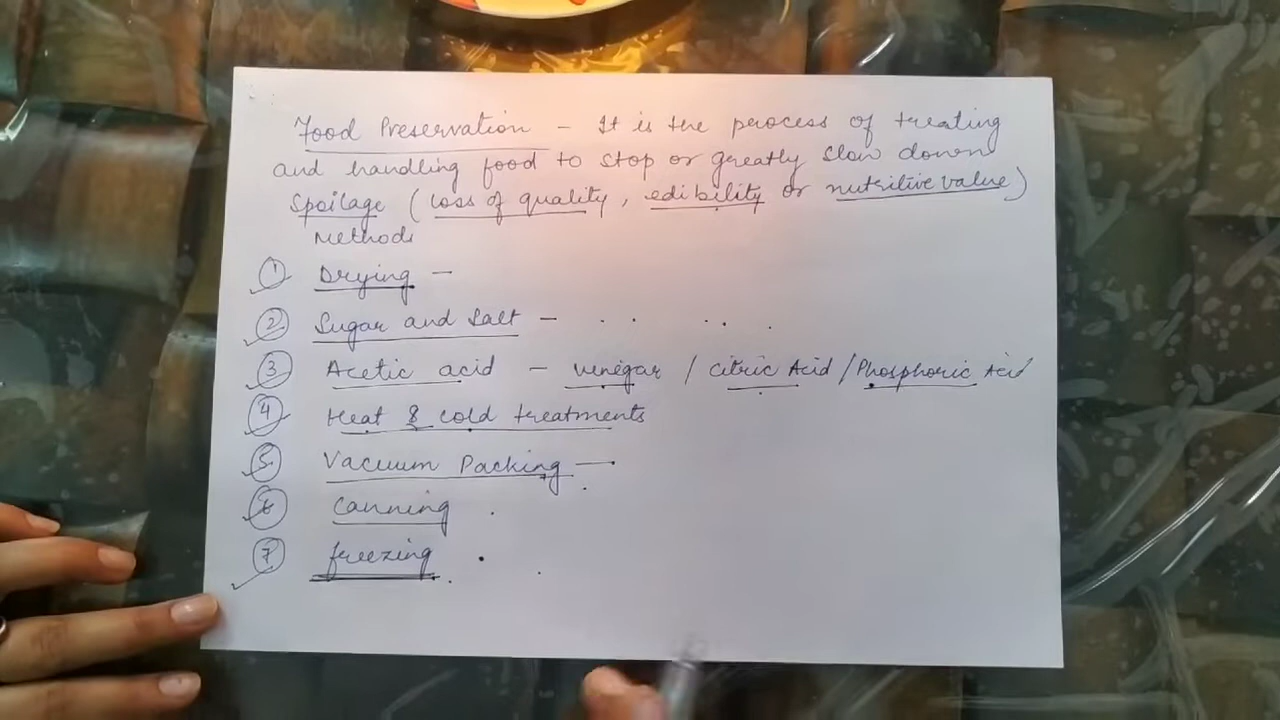 Food Preservation - It is the process of treating
and handling food to stop or greatly slow down
Spoilage (loss of quality, edibility or nutritive value)
Methods
1 Drying -
2 Sugar and Salt -
3 Acetic acid - venegar / Citric Acid / Phosphoric Acid
4 Heat & cold treatments
5 Vacuum Packing -
6 Canning
7 freezing